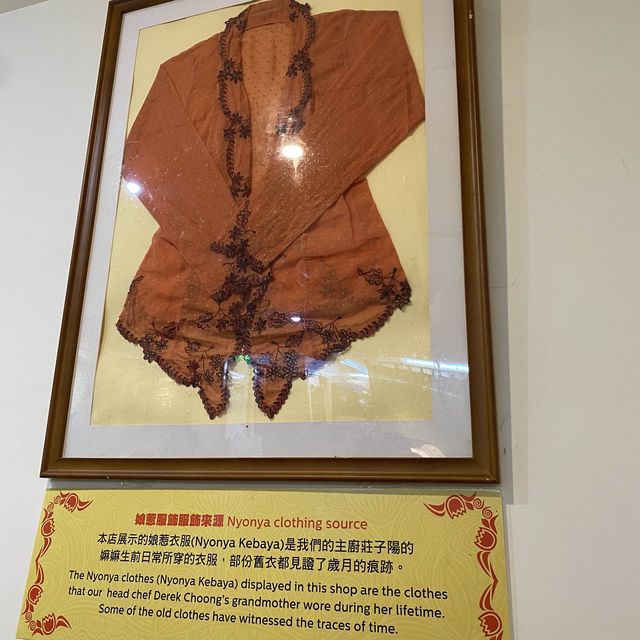 娘惹服飾服飾來源 Nyonya clothing source
本店展示的娘惹衣服(Nyonya Kebaya)是我們的主廚莊子陽的
嫲嫲生前日常所穿的衣服，部份舊衣都見證了歲月的痕跡。
The Nyonya clothes (Nyonya Kebaya) displayed in this shop are the clothes
that our head chef Derek Choong's grandmother wore during her lifetime.
Some of the old clothes have witnessed the traces of time.